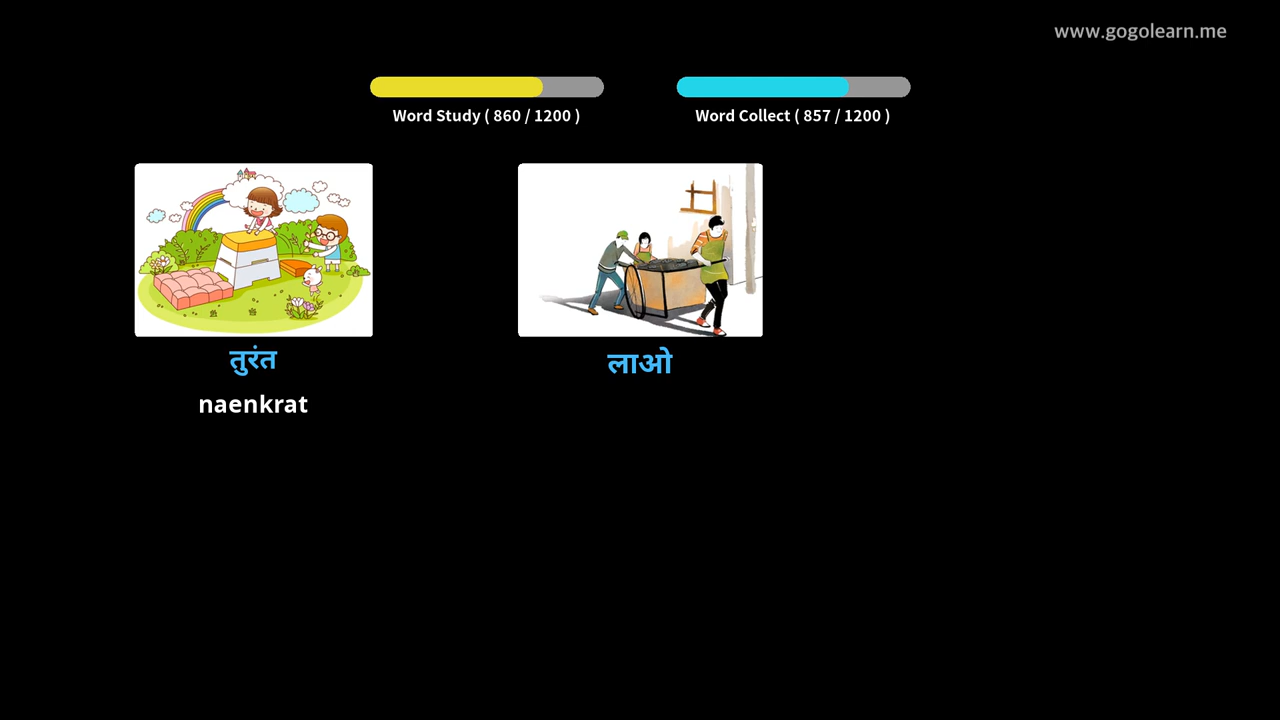 www.gogolearn.me
Word Study ( 860 / 1200 )
Word Collect ( 857 / 1200 )
तुरंत
लाओ
naenkrat